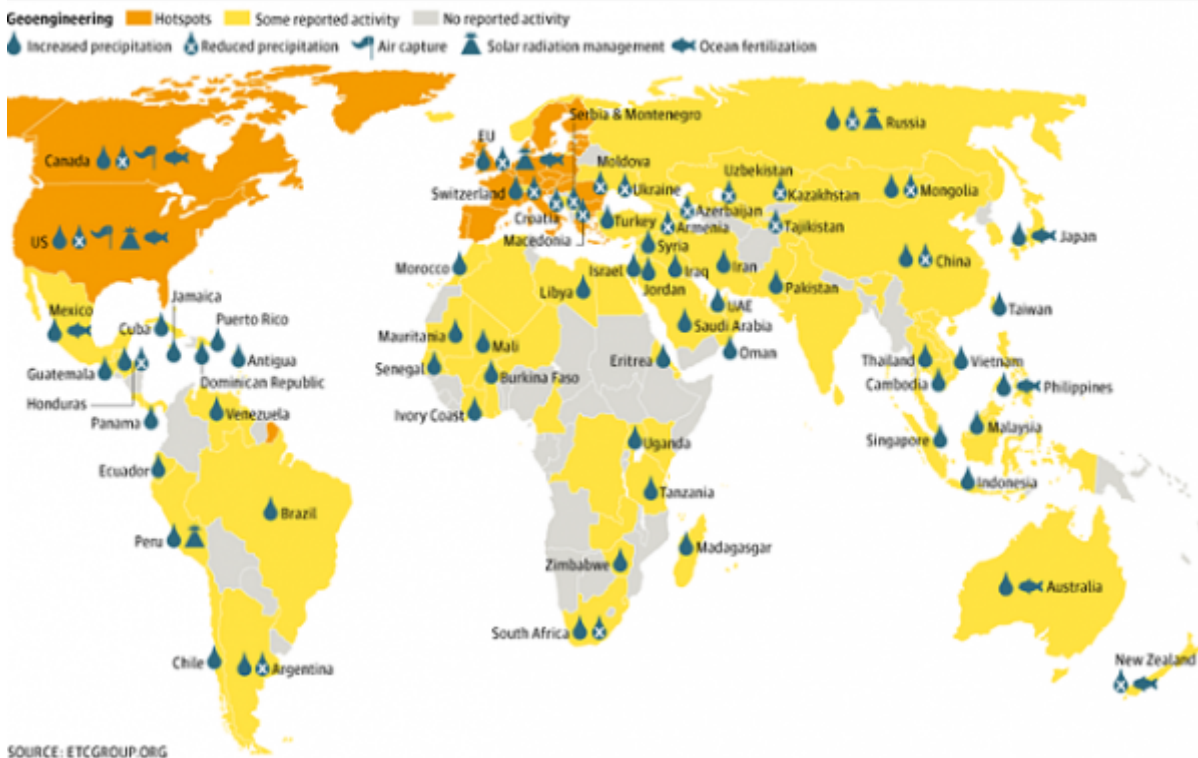 Geoengineering Hotspots Some reported activity No reported activity
Increased precipitation Reduced precipitation Air capture Solar radiation management Ocean fertilization
Serbia & Montenegro
Russia
EU
Canada
Moldova
Uzbekistan
Switzerland
Ukraine
Kazakhstan
Mongolia
Croatia
Turkey
Azerbaijan
Armenia
Tajikistan
US
Macedonia
Syria
Japan
Morocco
Israel
Iraq
Iran
China
Jordan
Pakistan
Libya
Jamaica
Mexico
UAE
Taiwan
Cuba
Puerto Rico
Saudi Arabia
Mauritania
Mali
Oman
Guatemala
Antigua
Senegal
Eritrea
Thailand
Vietnam
Dominican Republic
Burkina Faso
Cambodia
Philippines
Honduras
Venezuela
Ivory Coast
Panama
Malaysia
Uganda
Singapore
Ecuador
Tanzania
Indonesia
Brazil
Peru
Madagasgar
Zimbabwe
Australia
South Africa
Chile
Argentina
New Zealand
SOURCE: ETCGROUP.ORG